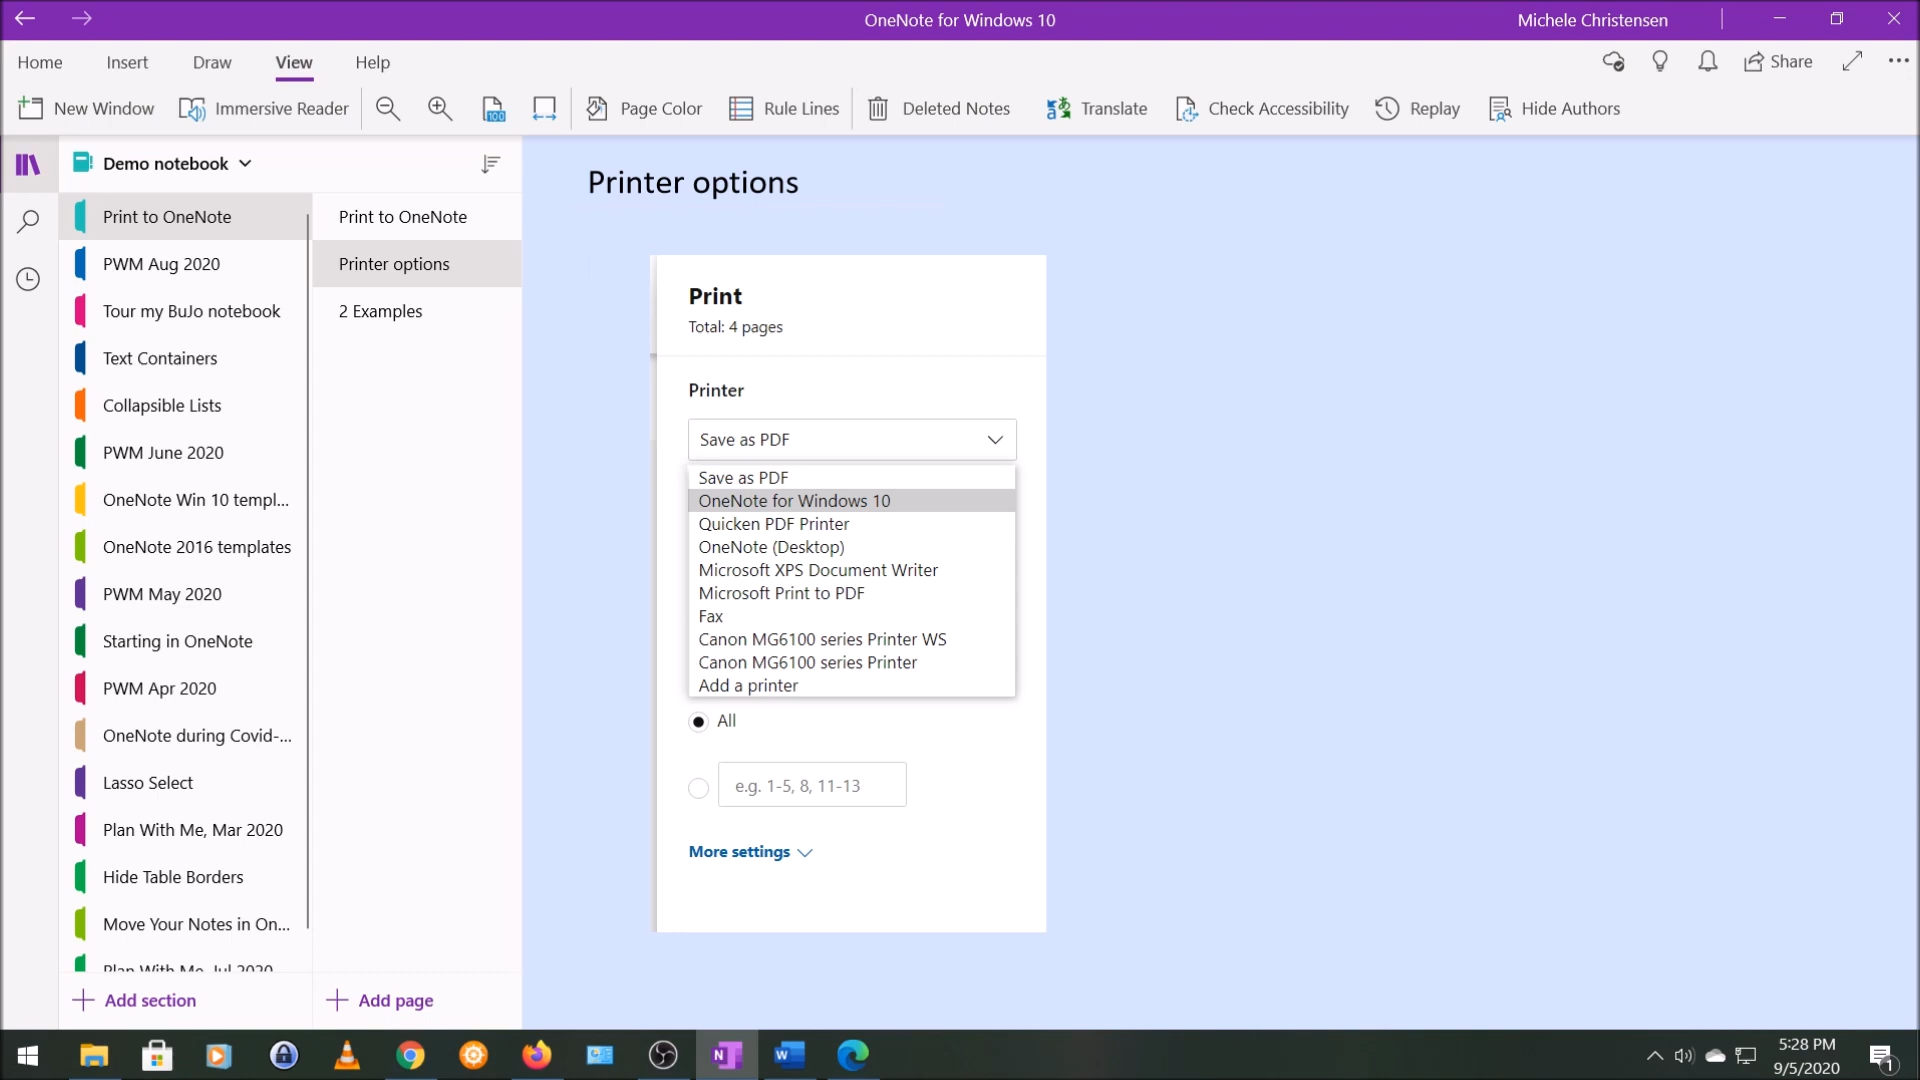 OneNote for Windows 10
Michele Christensen
Home Insert Draw View Help
Share
New Window
Immersive Reader
100
Page Color
Rule Lines
Deleted Notes
Translate
Check Accessibility
Replay
Hide Authors
Demo notebook
Print to OneNote
PWM Aug 2020
Tour my BuJo notebook
Text Containers
Collapsible Lists
PWM June 2020
OneNote Win 10 templ...
OneNote 2016 templates
PWM May 2020
Starting in OneNote
PWM Apr 2020
OneNote during Covid-...
Lasso Select
Plan With Me, Mar 2020
Hide Table Borders
Move Your Notes in On...
Plan With Me, Jul 2020
Add section
Print to OneNote
Printer options
2 Examples
Add page
Printer options
Print
Total: 4 pages
Printer
Save as PDF
Save as PDF
OneNote for Windows 10
Quicken PDF Printer
OneNote (Desktop)
Microsoft XPS Document Writer
Microsoft Print to PDF
Fax
Canon MG6100 series Printer WS
Canon MG6100 series Printer
Add a printer
All
e.g. 1-5, 8, 11-13
More settings
N
W
5:28 PM
9/5/2020
1